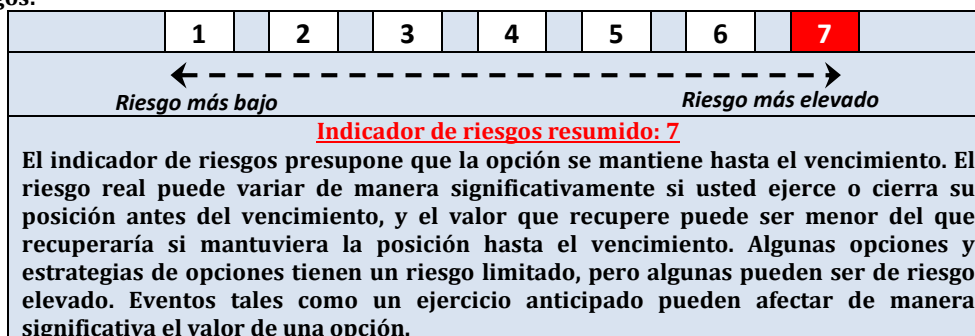 gos:
1 2 3 4 5 6 7
Riesgo más bajo Riesgo más elevado
Indicador de riesgos resumido: 7
El indicador de riesgos presupone que la opción se mantiene hasta el vencimiento. El
riesgo real puede variar de manera significativamente si usted ejerce o cierra su
posición antes del vencimiento, y el valor que recupere puede ser menor del que
recuperaría si mantuviera la posición hasta el vencimiento. Algunas opciones y
estrategias de opciones tienen un riesgo limitado, pero algunas pueden ser de riesgo
elevado. Eventos tales como un ejercicio anticipado pueden afectar de manera
significativa el valor de una opción.